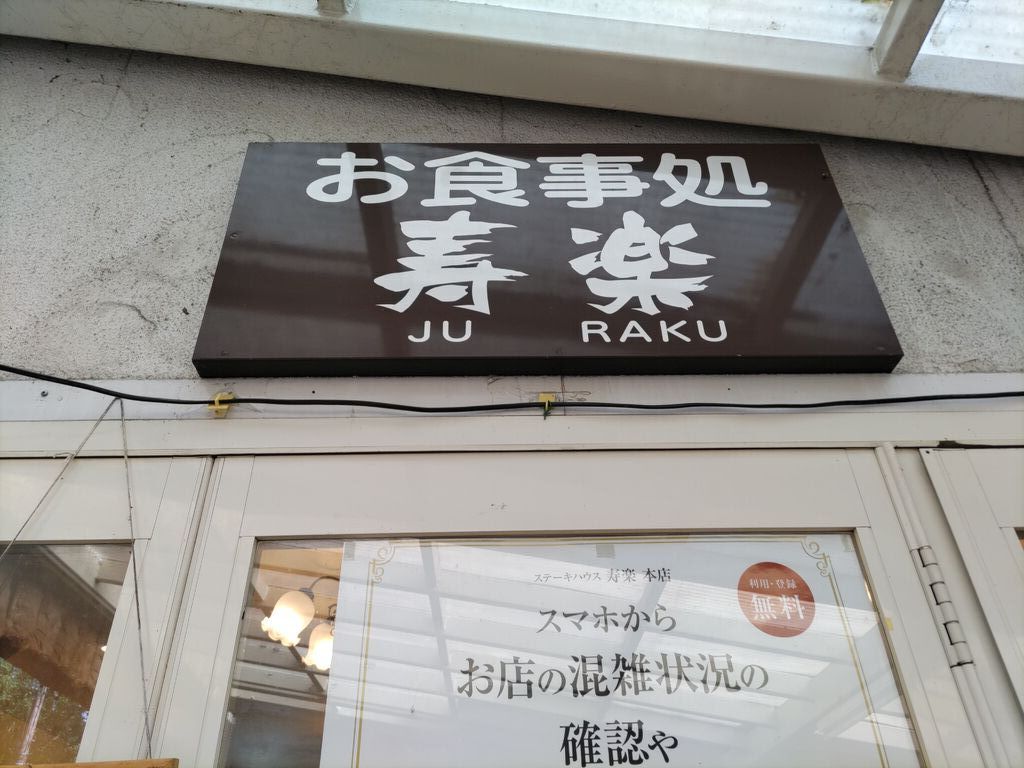 お食事処
寿楽
JU RAKU
ステーキハウス 寿楽 本店
利用・登録
無料
スマホから
お店の混雑状況の
確認や